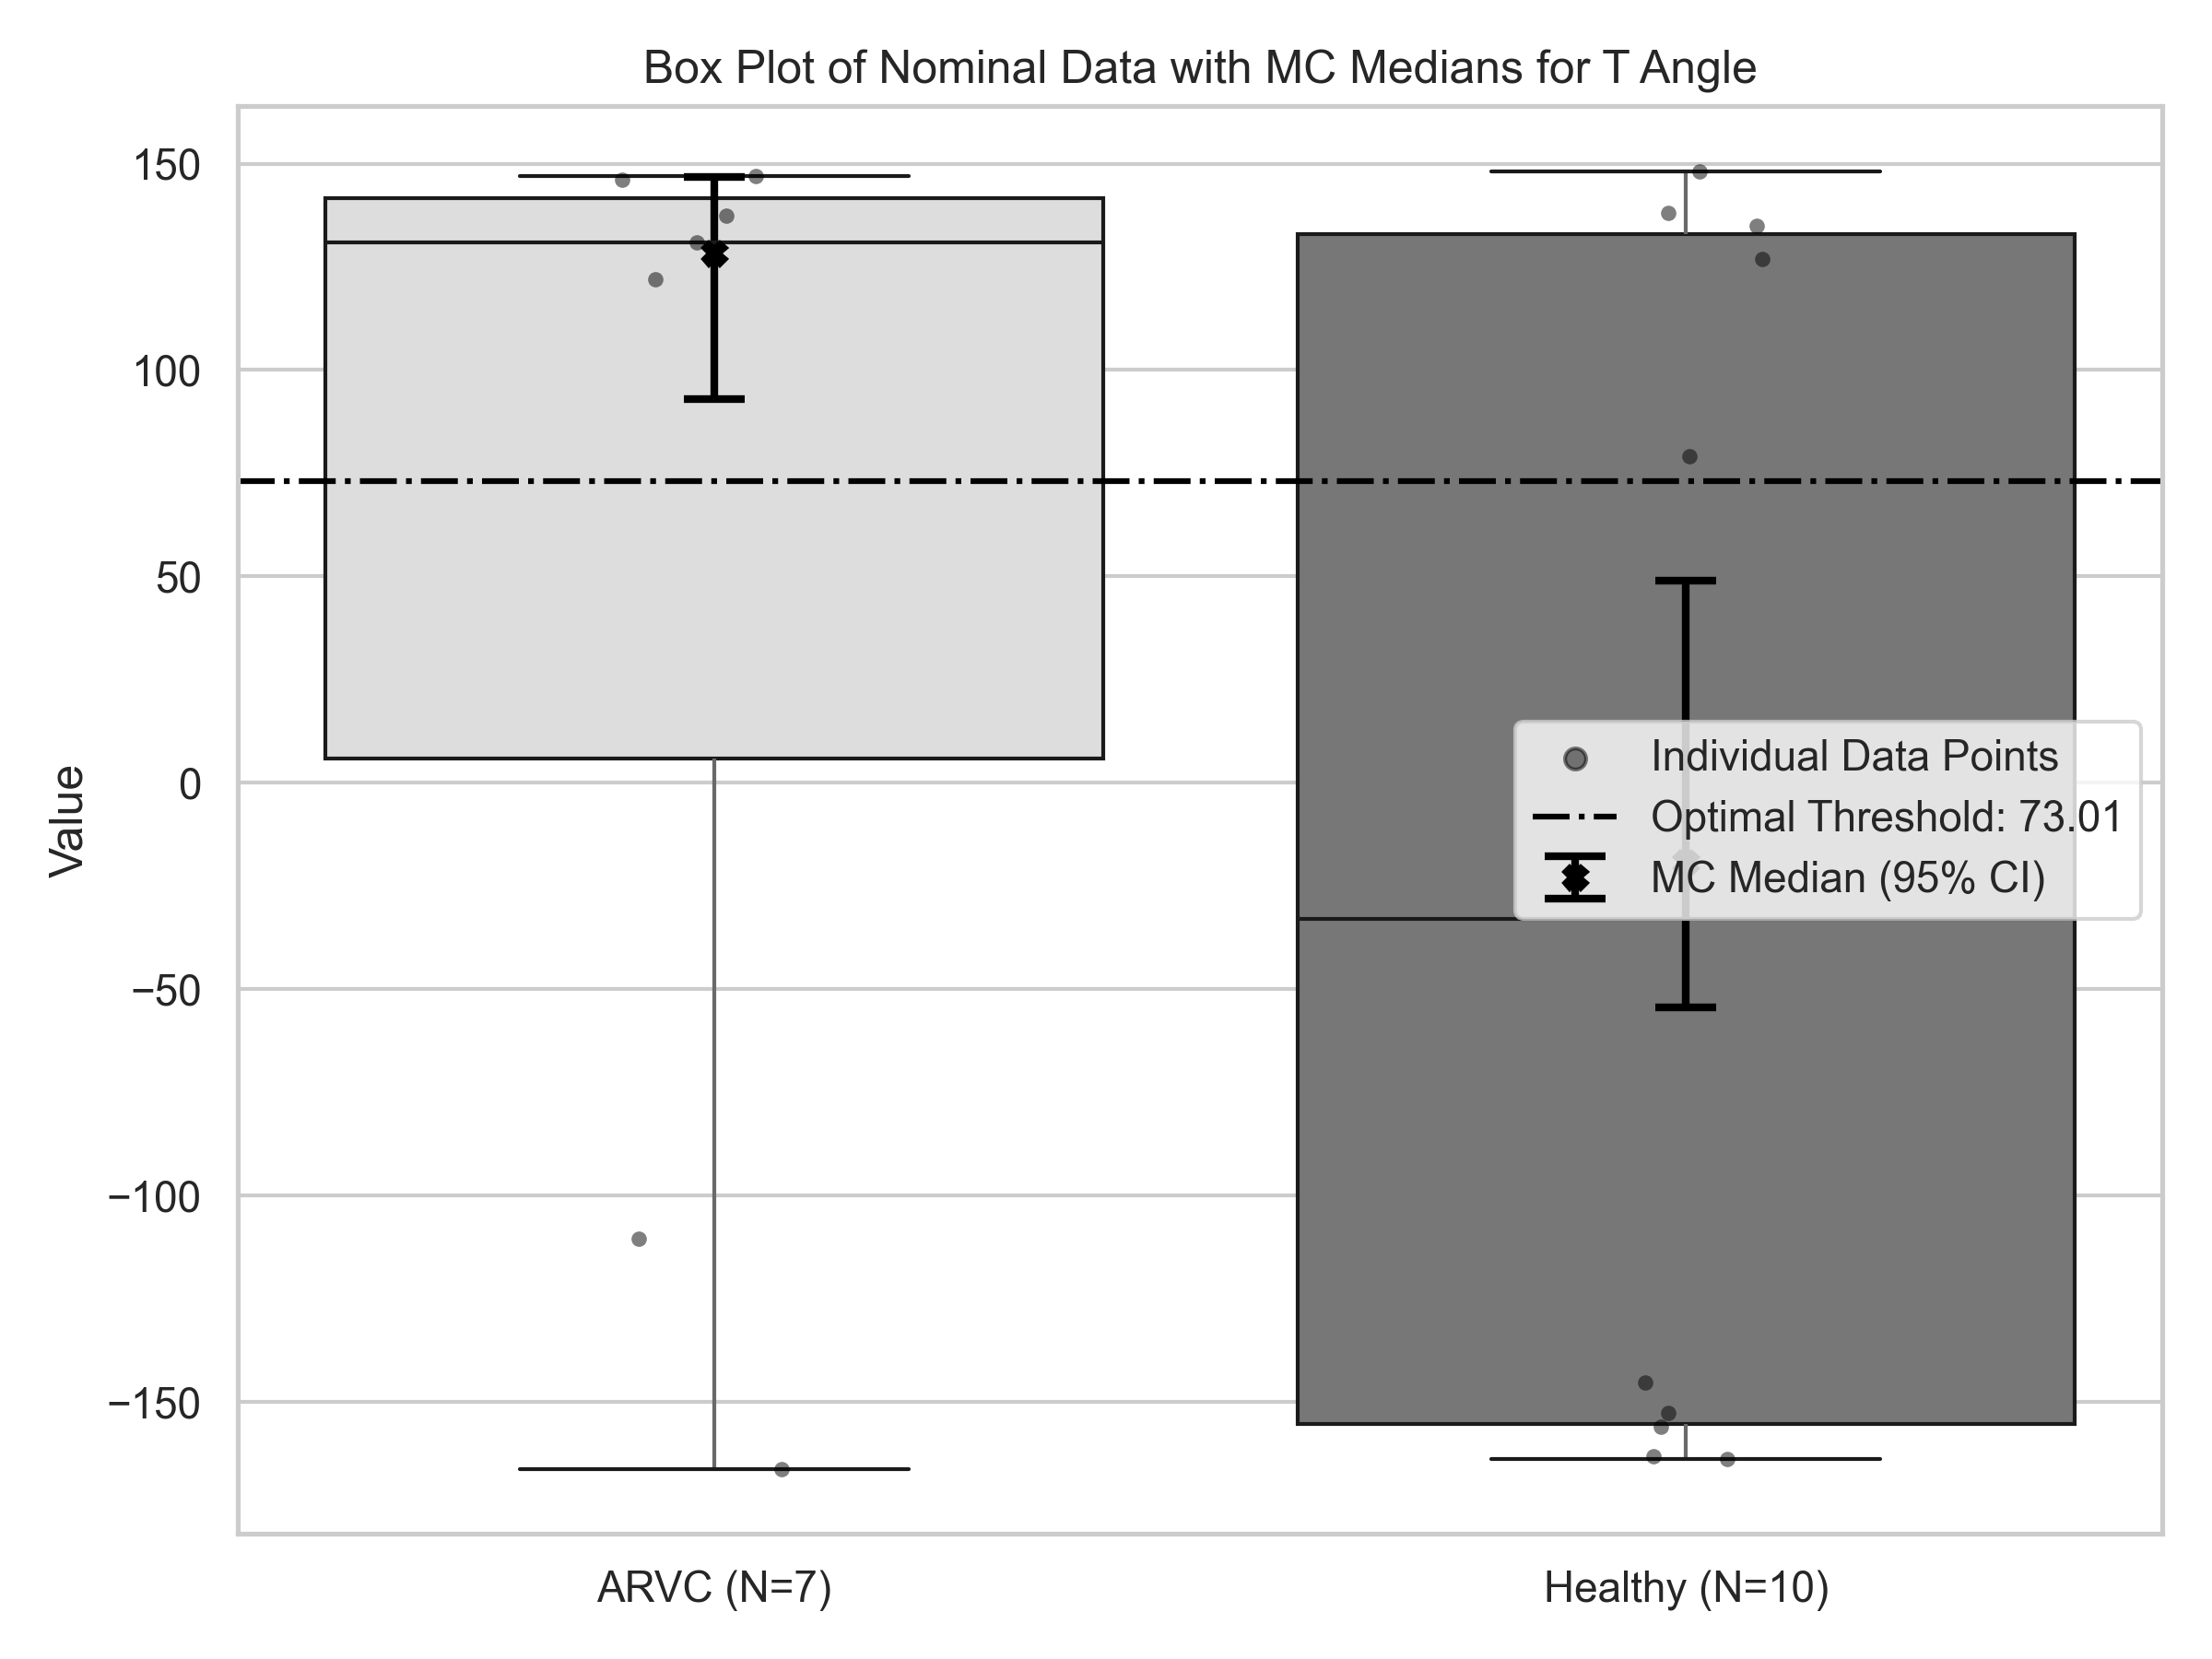 Box Plot of Nominal Data with MC Medians for T Angle
Value
150
100
50
0
−50
−100
−150
Individual Data Points
Optimal Threshold: 73.01
MC Median (95% CI)
ARVC (N=7)
Healthy (N=10)